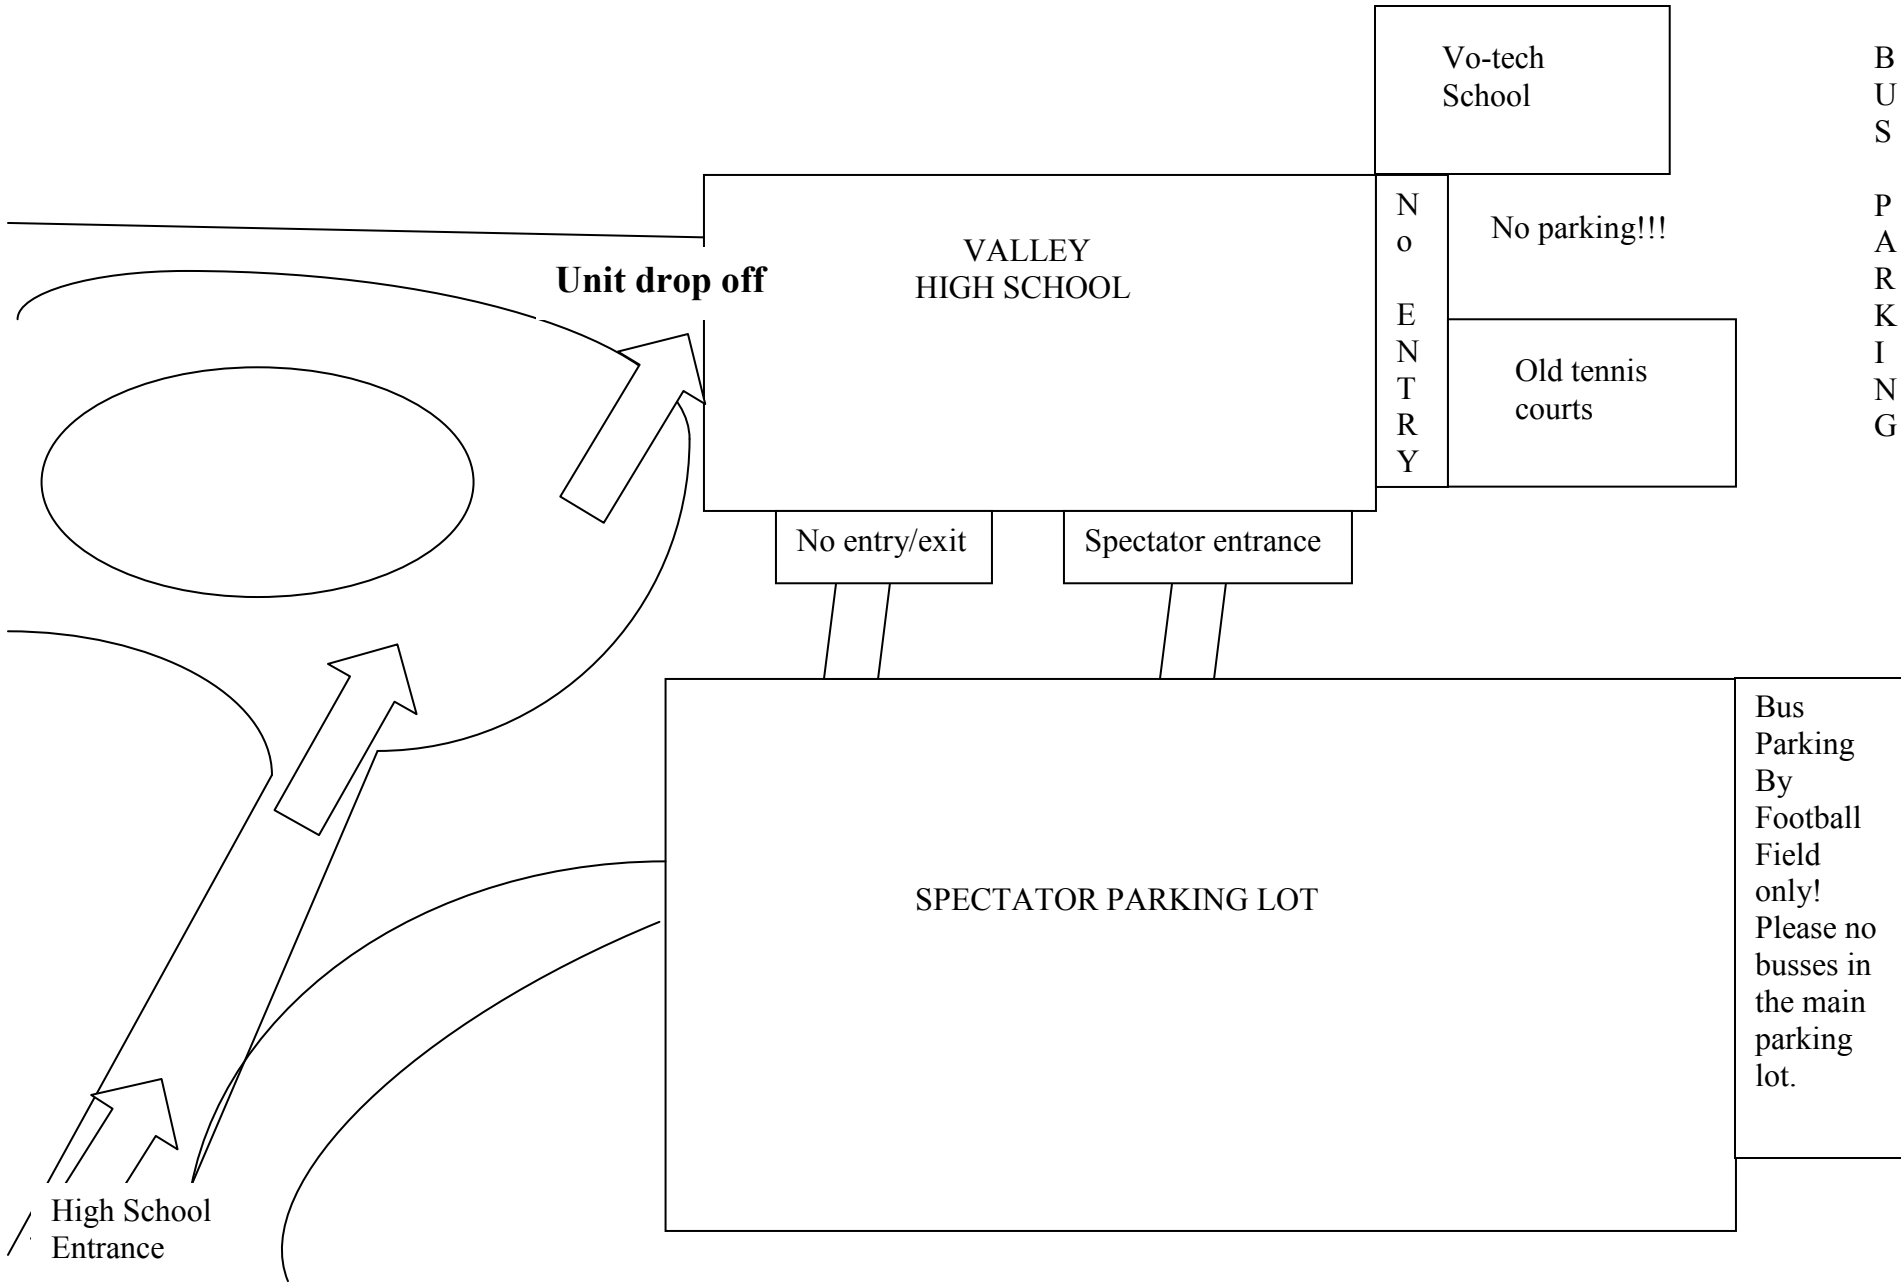 Vo-tech
School
B
U
S
P
A
R
K
I
N
G
N
o
E
N
T
R
Y
No parking!!!
VALLEY
HIGH SCHOOL
Unit drop off
Old tennis
courts
No entry/exit
Spectator entrance
Bus
Parking
By
Football
Field
only!
Please no
busses in
the main
parking
lot.
SPECTATOR PARKING LOT
High School
Entrance